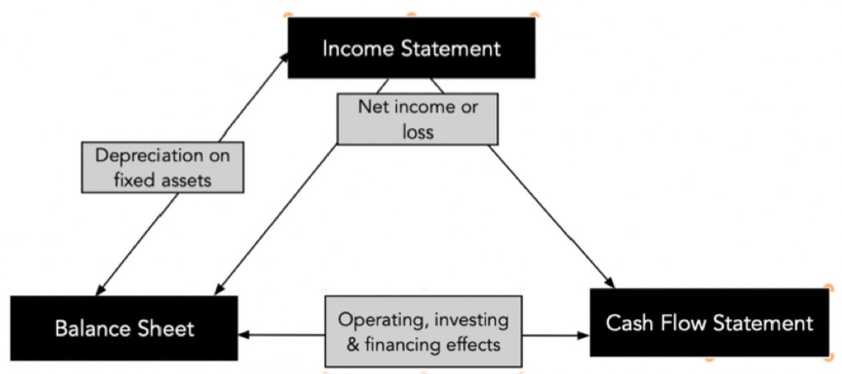 Income Statement
Net income or
loss
Depreciation on
fixed assets
Balance Sheet
Operating, investing
& financing effects
Cash Flow Statement